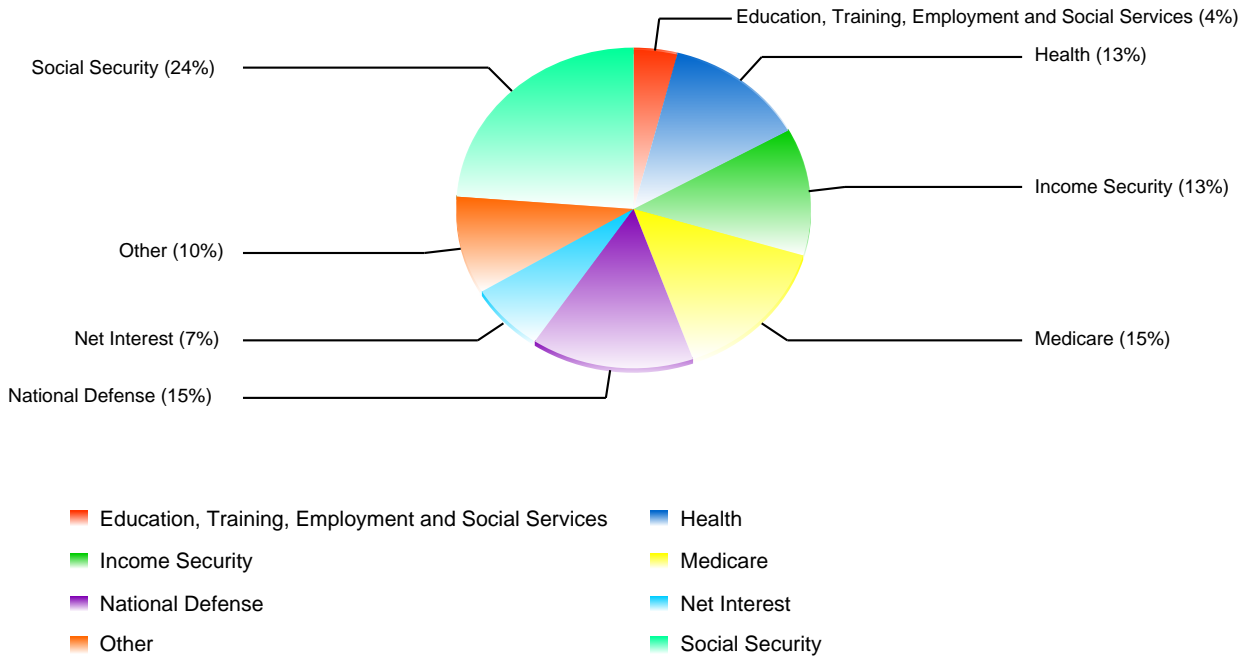 Education, Training, Employment and Social Services (4%)
Health (13%)
Social Security (24%)
Income Security (13%)
Other (10%)
Net Interest (7%)
Medicare (15%)
National Defense (15%)
Education, Training, Employment and Social Services
Health
Income Security
Medicare
National Defense
Net Interest
Other
Social Security